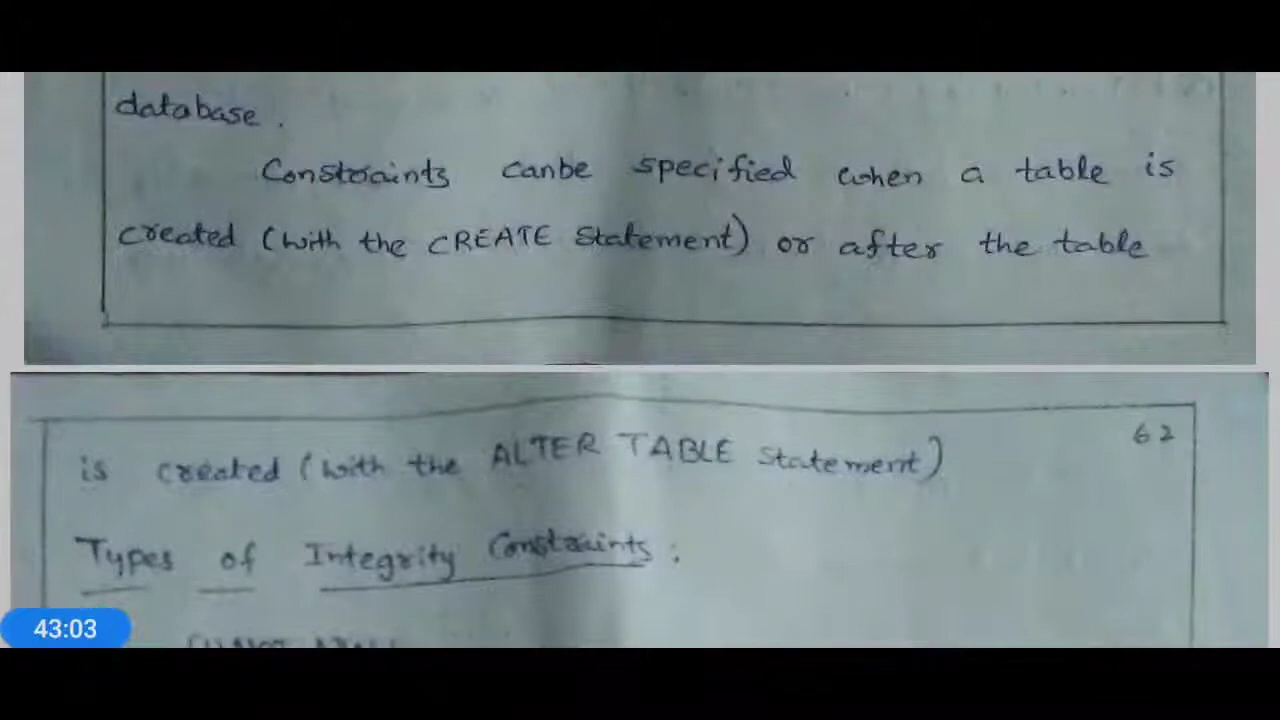 database.
Constraints canbe specified when a table is
created (with the CREATE Statement) or after the table
62
is created (with the ALTER TABLE Statement)
Types of Integrity Constraints:
43:03